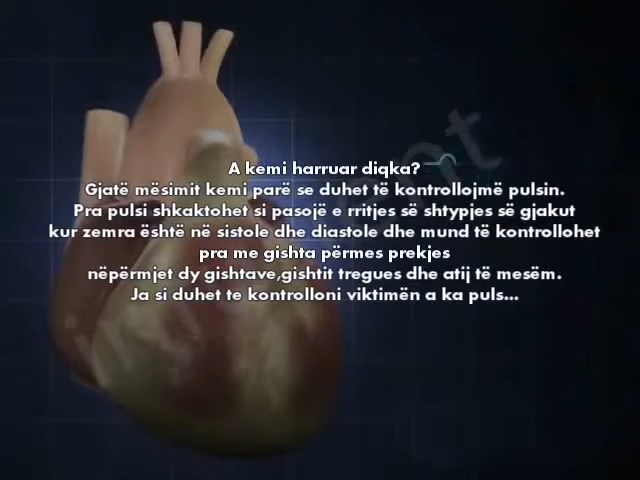 A kemi harruar diqka?
Gjatë mësimit kemi parë se duhet të kontrollojmë pulsin.
Pra pulsi shkaktohet si pasojë e rritjes së shtypjes së gjakut
kur zemra është në sistole dhe diastole dhe mund të kontrollohet
pra me gishta përmes prekjes
nëpërmjet dy gishtave,gishtit tregues dhe atij të mesëm.
Ja si duhet te kontrolloni viktimën a ka puls...